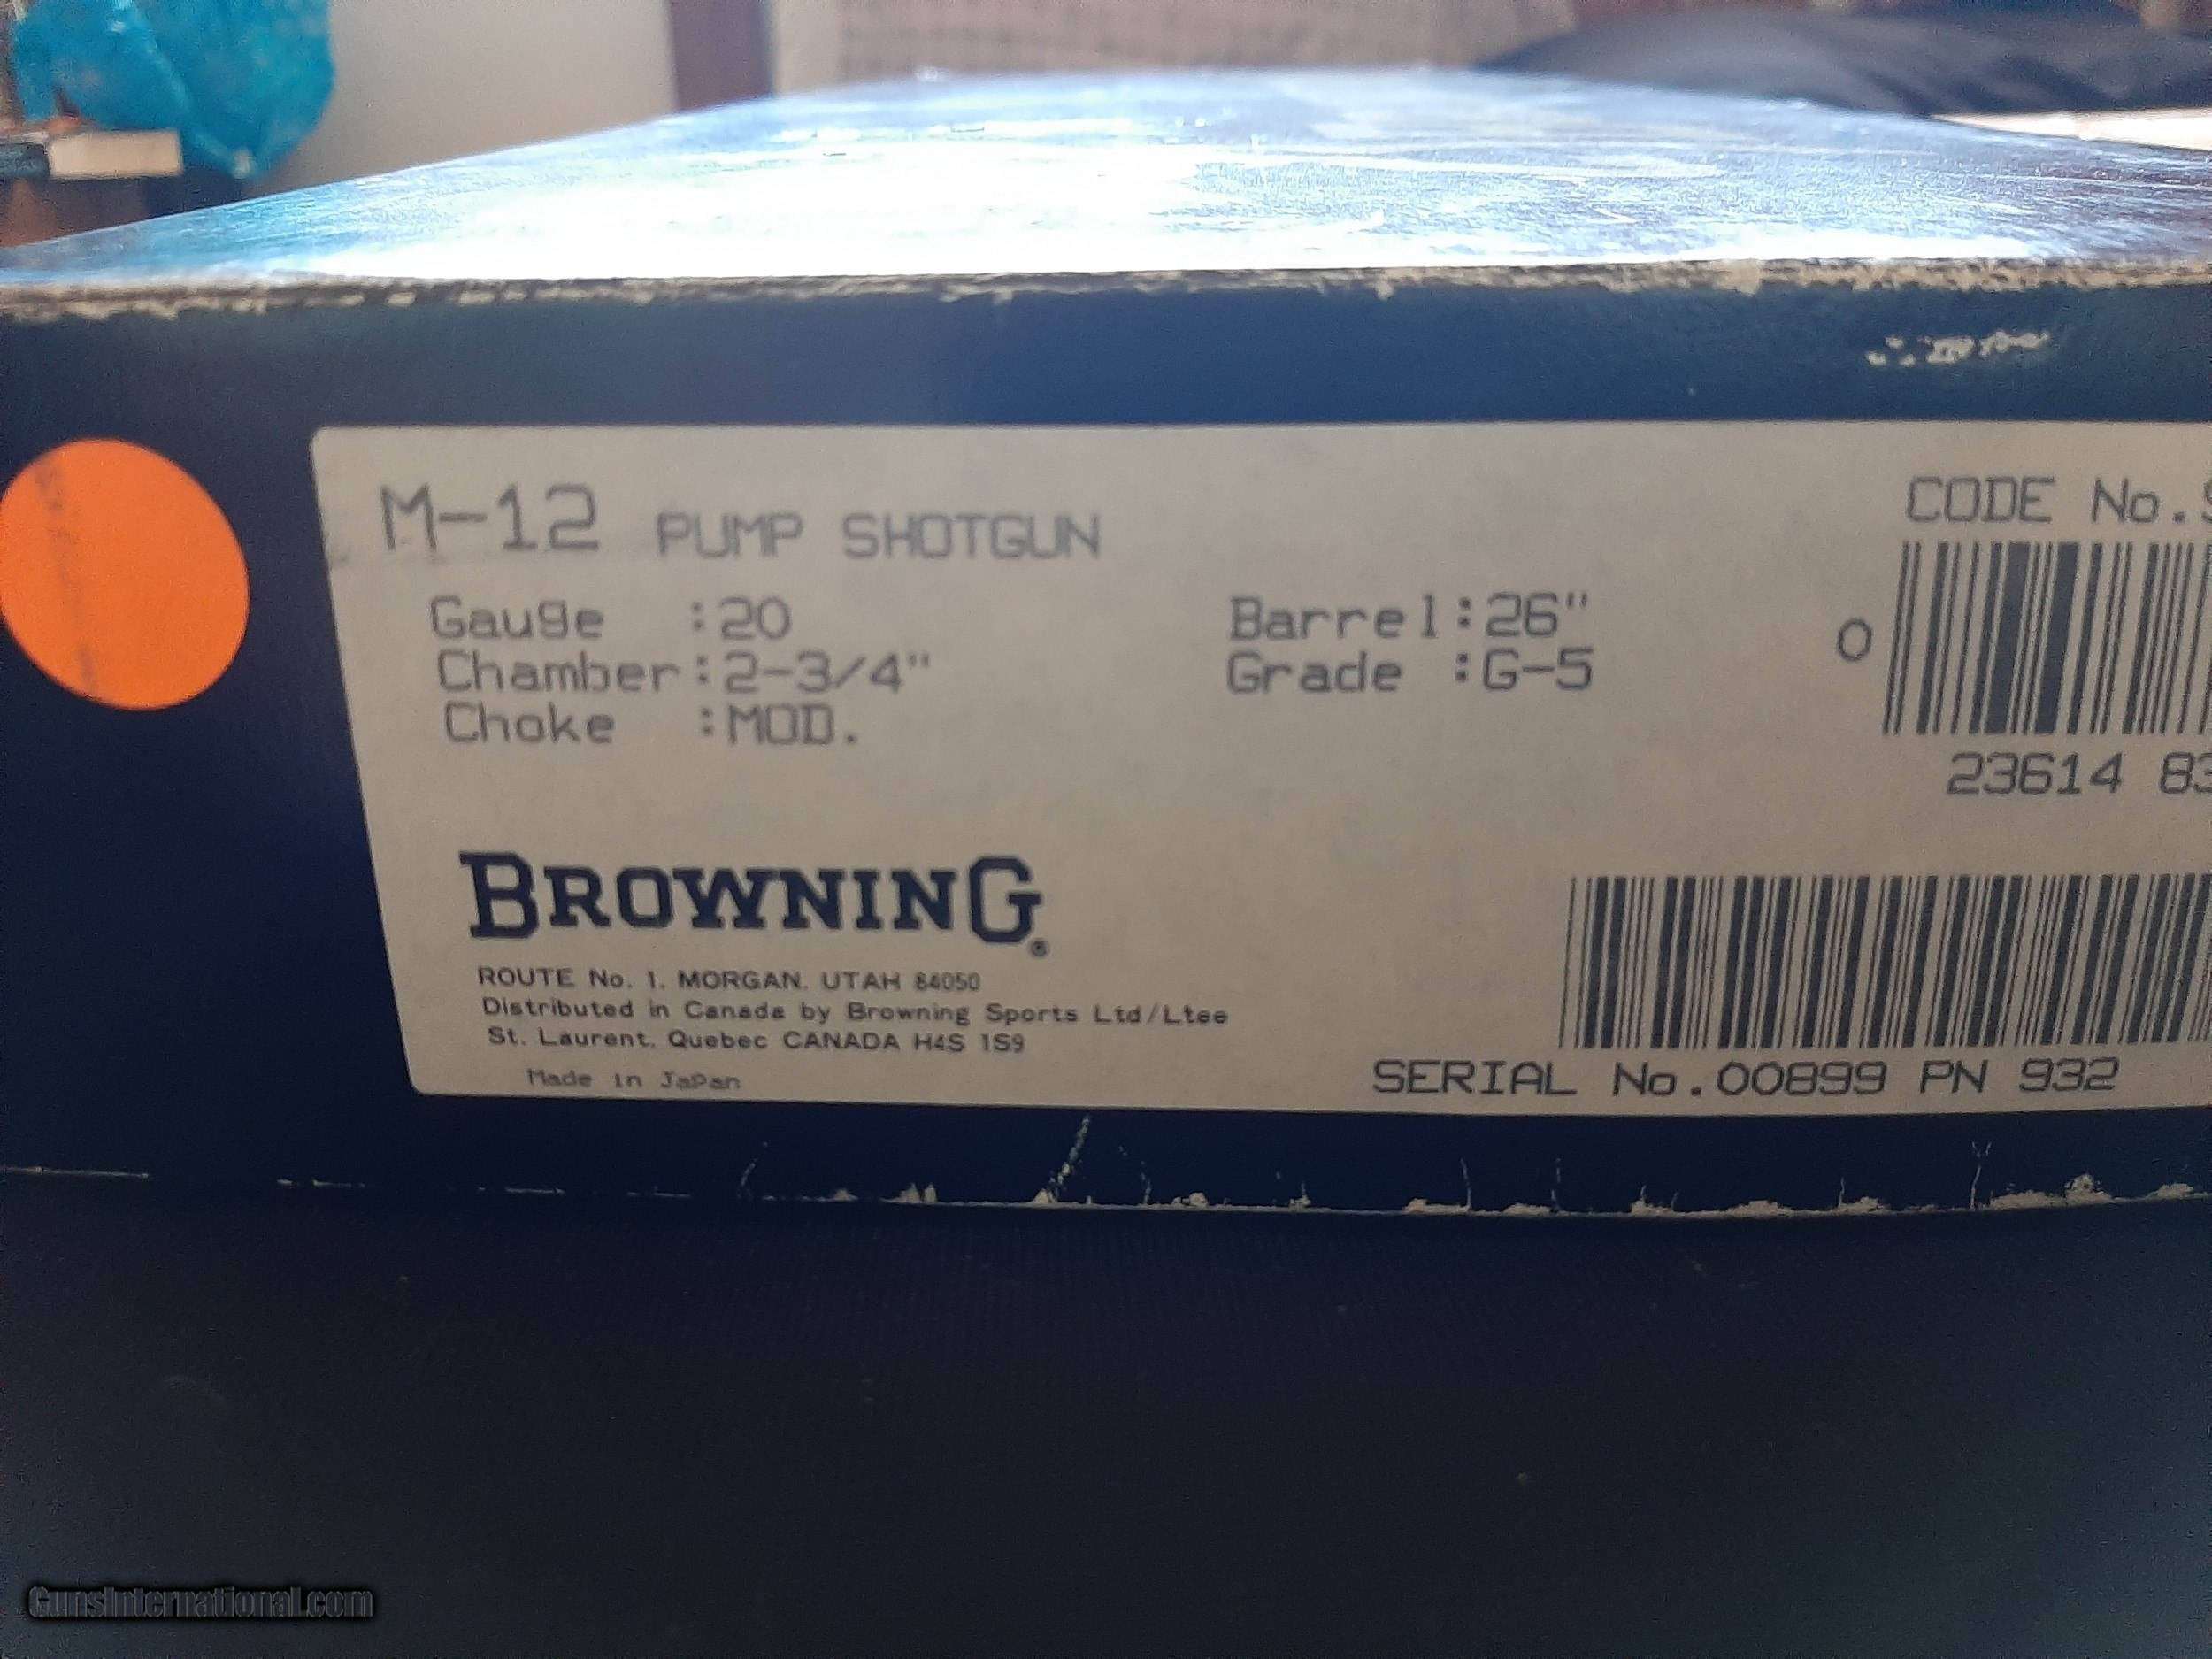 M-12 PUMP SHOTGUN
Gauge :20
Chamber:2-3/4"
Choke :MOD.
Barrel:26"
Grade :G-5
CODE No.
0
23614 83
BROWNING®
ROUTE No. 1. MORGAN. UTAH 84050
Distributed in Canada by Browning Sports Ltd/Ltee
St. Laurent. Quebec CANADA H4S 1S9
Made in Japan
SERIAL No.00899 PN 932
GunsInternational.com